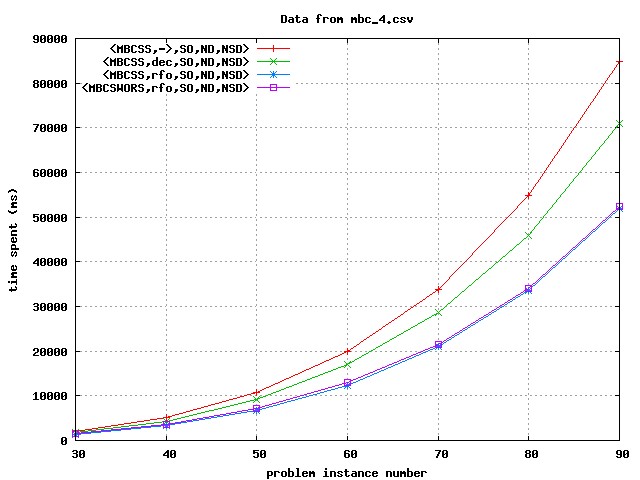 Data from mbc_4.csv
<MBCSS,->,SO,ND,NSD>
<MBCSS,dec,SO,ND,NSD>
<MBCSS,rfo,SO,ND,NSD>
<MBCSWORS,rfo,SO,ND,NSD>
90000
80000
70000
60000
50000
40000
30000
20000
10000
0
time spent (ms)
30 40 50 60 70 80 90
problem instance number